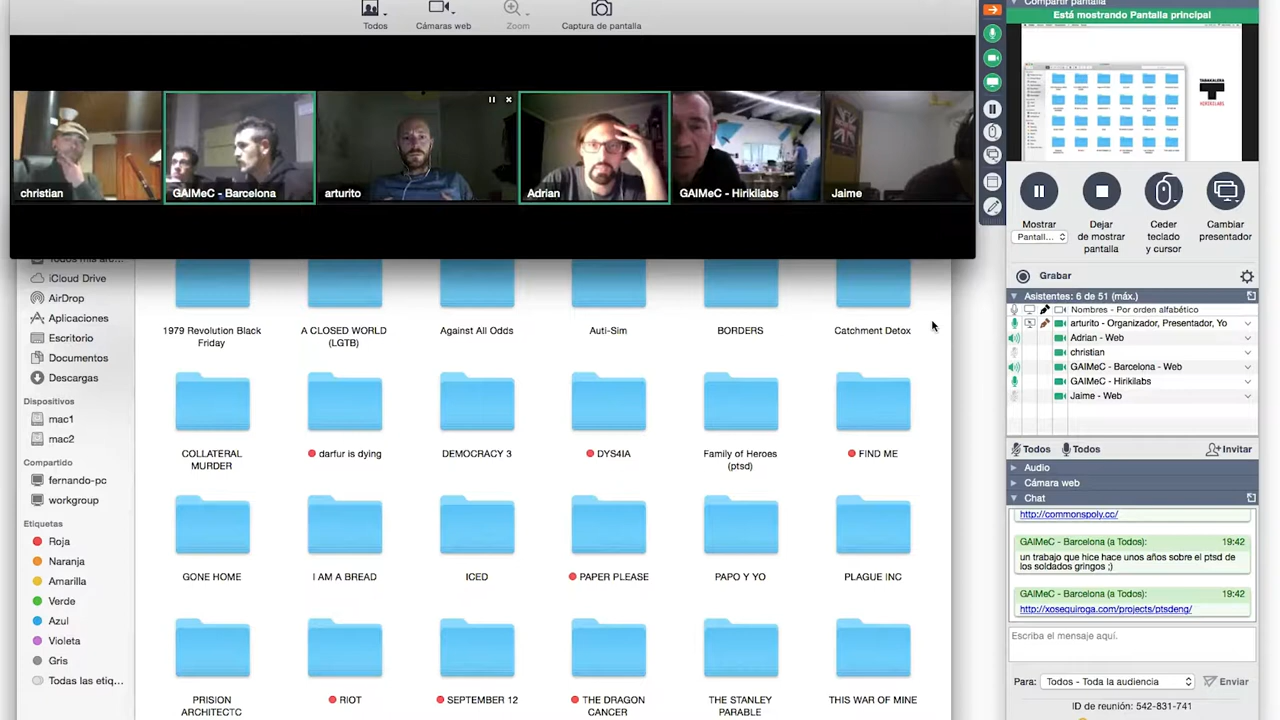 Todos
Cámaras web
Zoom
Captura de pantalla
christian
GAIMeC - Barcelona
arturito
Adrian
GAIMeC - Hirikilabs
Jaime
iCloud Drive
AirDrop
Aplicaciones
Escritorio
Documentos
Descargas
Dispositivos
mac1
mac2
Compartido
fernando-pc
workgroup
Etiquetas
Roja
Naranja
Amarilla
Verde
Azul
Violeta
Gris
Todas las etiq...
1979 Revolution Black
Friday
A CLOSED WORLD
(LGTB)
Against All Odds
Auti-Sim
BORDERS
Catchment Detox
COLLATERAL
MURDER
darfur is dying
DEMOCRACY 3
DYS4IA
Family of Heroes
(ptsd)
FIND ME
GONE HOME
I AM A BREAD
ICED
PAPER PLEASE
PAPO Y YO
PLAGUE INC
PRISION
ARCHITECTC
RIOT
SEPTEMBER 12
THE DRAGON
CANCER
THE STANLEY
PARABLE
THIS WAR OF MINE
Compartir pantalla
Está mostrando Pantalla principal
TABAKALERA
HIRIKILABS
Mostrar
Pantall...
Dejar
de mostrar
pantalla
Ceder
teclado
y cursor
Cambiar
presentador
Grabar
Asistentes: 6 de 51 (máx.)
Nombres - Por orden alfabético
arturito - Organizador, Presentador, Yo
Adrian - Web
christian
GAIMeC - Barcelona - Web
GAIMeC - Hirikilabs
Jaime - Web
Todos
Todos
Invitar
Audio
Cámara web
Chat
http://commonspoly.cc/
GAIMeC - Barcelona (a Todos): 19:42
un trabajo que hice hace unos años sobre el ptsd de
los soldados gringos ;)
GAIMeC - Barcelona (a Todos): 19:42
http://xosequiroga.com/projects/ptsdeng/
Escriba el mensaje aquí.
Para: Todos - Toda la audiencia
Enviar
ID de reunión: 542-831-741